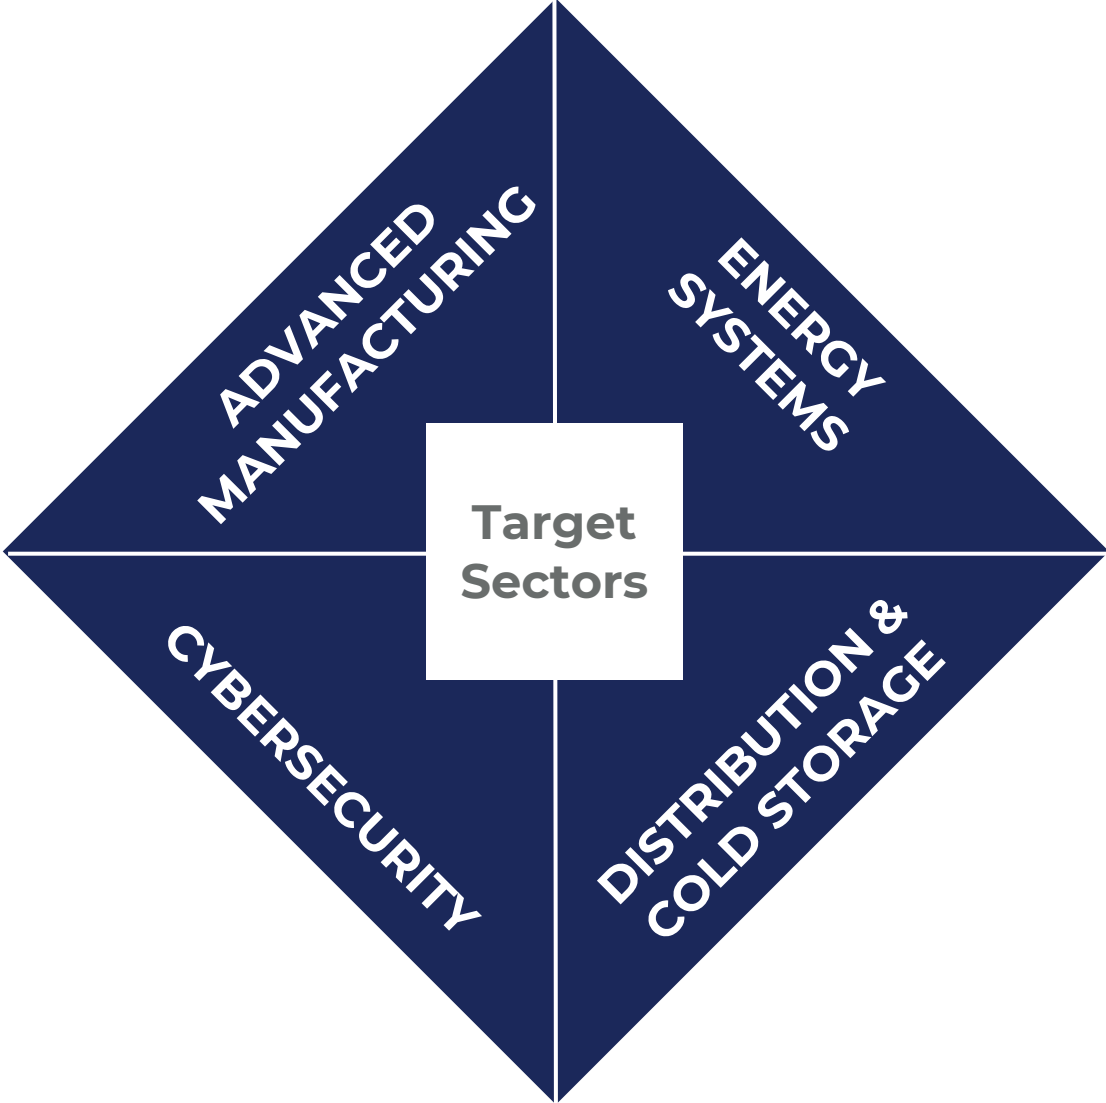 ADVANCED
MANUFACTURING
ENERGY
SYSTEMS
Target
Sectors
CYBERSECURITY
DISTRIBUTION &
COLD STORAGE